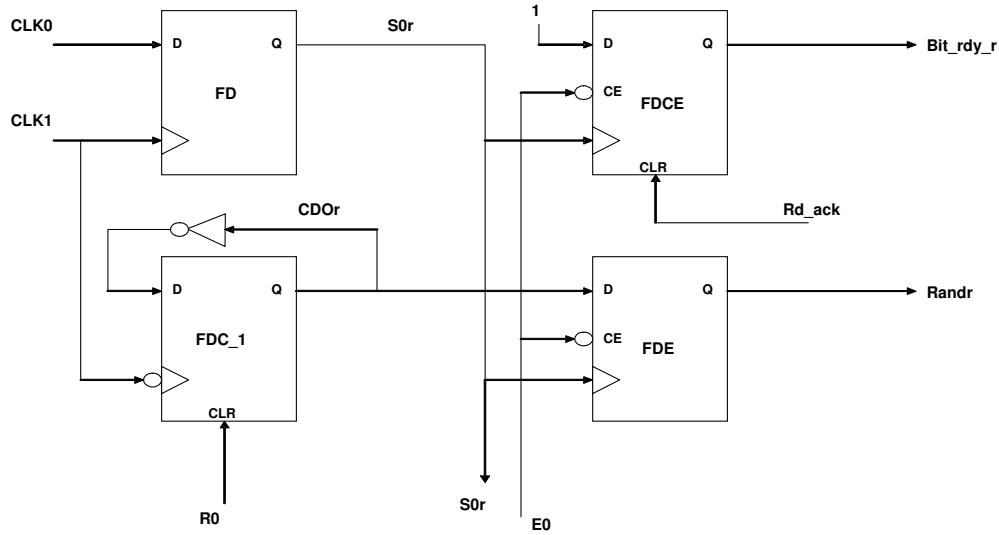 CLK0
S0r
1
D
Q
D
Q
Bit_rdy_r
FD
CE
FDCE
CLK1
CLR
CDOr
Rd_ack
D
Q
D
Q
Randr
FDC_1
CE
FDE
CLR
S0r
R0
E0